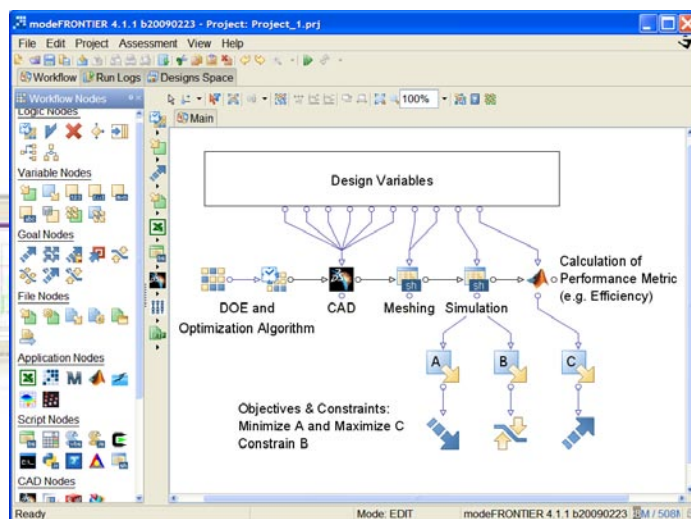 modeFRONTIER 4.1.1 b20090223 - Project: Project_1.prj
File Edit Project Assessment View Help
Workflow Run Logs Designs Space
Workflow Nodes
100%
Main
Logic Nodes
Variable Nodes
Goal Nodes
File Nodes
Application Nodes
Script Nodes
CAD Nodes
Design Variables
DOE and
Optimization Algorithm
CAD
sh
Meshing
sh
Simulation
Calculation of
Performance Metric
(e.g. Efficiency)
A
B
C
Objectives & Constraints:
Minimize A and Maximize C
Constrain B
Ready
Mode: EDIT
modeFRONTIER 4.1.1 b20090223